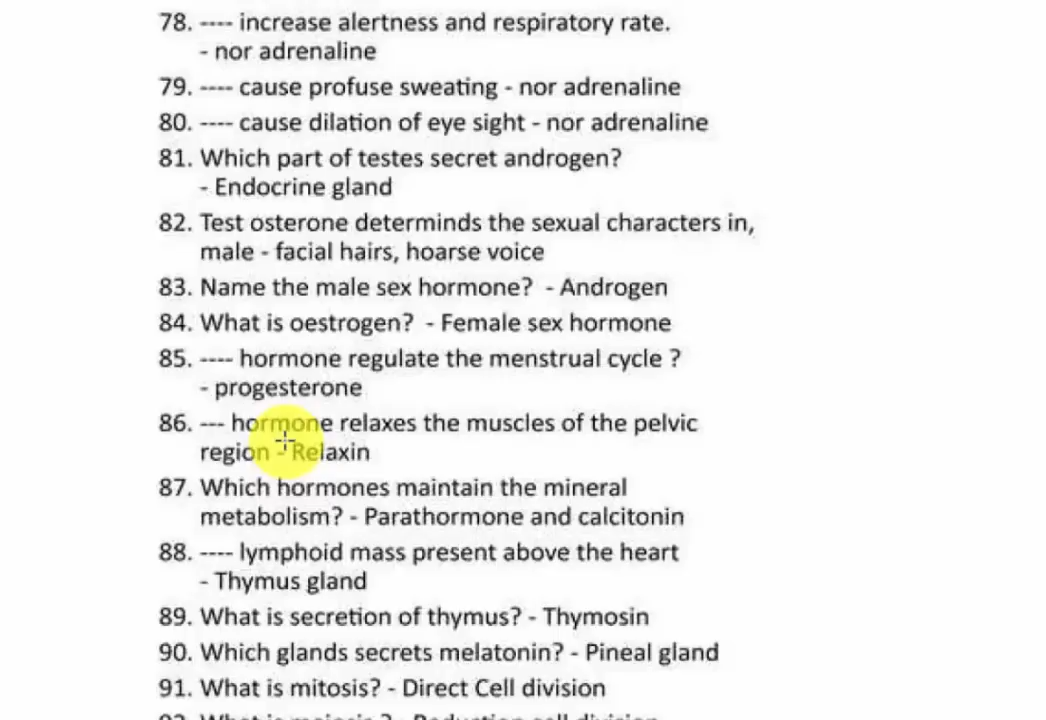 78. ---- increase alertness and respiratory rate.
- nor adrenaline
79. ---- cause profuse sweating - nor adrenaline
80. ---- cause dilation of eye sight - nor adrenaline
81. Which part of testes secret androgen?
- Endocrine gland
82. Test osterone determinds the sexual characters in,
male - facial hairs, hoarse voice
83. Name the male sex hormone? - Androgen
84. What is oestrogen? - Female sex hormone
85. ---- hormone regulate the menstrual cycle ?
- progesterone
86. --- hormone relaxes the muscles of the pelvic
region - Relaxin
87. Which hormones maintain the mineral
metabolism? - Parathormone and calcitonin
88. ---- lymphoid mass present above the heart
- Thymus gland
89. What is secretion of thymus? - Thymosin
90. Which glands secrets melatonin? - Pineal gland
91. What is mitosis? - Direct Cell division